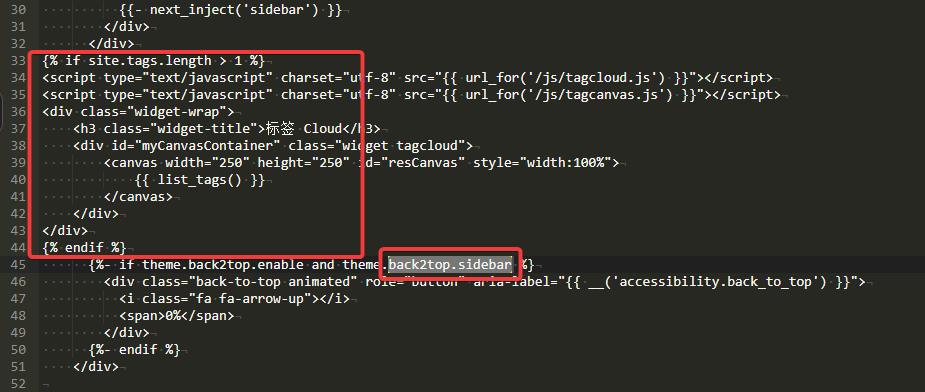 30 {{- next_inject('sidebar') }}
31 </div>
32 </div>
33 {% if site.tags.length > 1 %}
34 <script type="text/javascript" charset="utf-8" src="{{ url_for('/js/tagcloud.js') }}"></script>
35 <script type="text/javascript" charset="utf-8" src="{{ url_for('/js/tagcanvas.js') }}"></script>
36 <div class="widget-wrap">
37 <h3 class="widget-title">标签 Cloud</h3>
38 <div id="myCanvasContainer" class="widget tagcloud">
39 <canvas width="250" height="250" id="resCanvas" style="width:100%">
40 {{ list_tags() }}
41 </canvas>
42 </div>
43 </div>
44 {% endif %}
45 {%- if theme.back2top.enable and theme.back2top.sidebar %}
46 <div class="back-to-top animated" role="button" aria-label="{{ __('accessibility.back_to_top') }}">
47 <i class="fa fa-arrow-up"></i>
48 <span>0%</span>
49 </div>
50 {%- endif %}
51 </div>
52